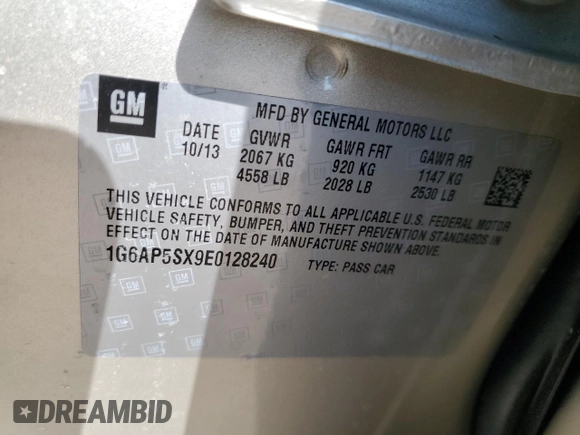 GM
MFD BY GENERAL MOTORS LLC
DATE GVWR GAWR FRT GAWR RR
10/13 2067 KG 920 KG 1147 KG
4558 LB 2028 LB 2530 LB
THIS VEHICLE CONFORMS TO ALL APPLICABLE U.S. FEDERAL MOTOR
VEHICLE SAFETY, BUMPER, AND THEFT PREVENTION STANDARDS IN
EFFECT ON THE DATE OF MANUFACTURE SHOWN ABOVE.
1G6AP5SX9E0128240 TYPE: PASS CAR
DREAMBID